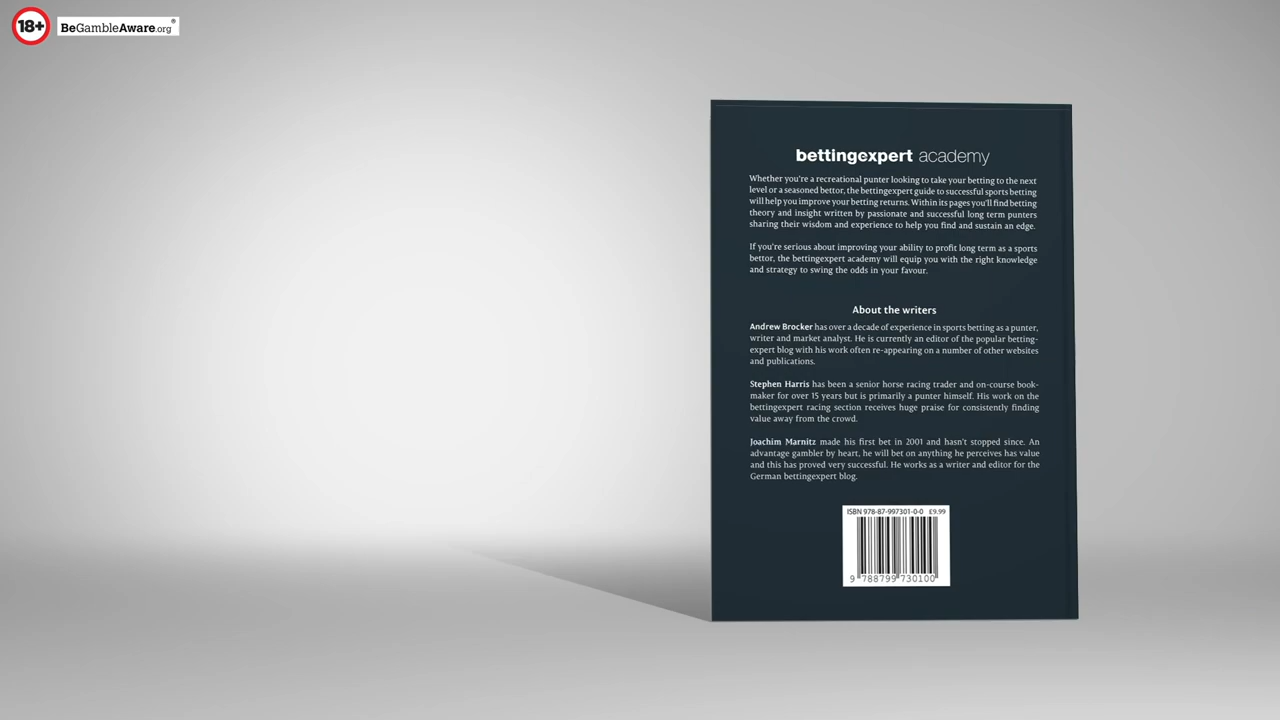 18+
BeGambleAware.org®
bettingexpert academy
Whether you're a recreational punter looking to take your betting to the next
level or a seasoned bettor, the bettingexpert guide to successful sports betting
will help you improve your betting returns. Within its pages you'll find betting
theory and insight written by passionate and successful long term punters
sharing their wisdom and experience to help you find and sustain an edge.
If you're serious about improving your ability to profit long term as a sports
bettor, the bettingexpert academy will equip you with the right knowledge
and strategy to swing the odds in your favour.
About the writers
Andrew Brocker has over a decade of experience in sports betting as a punter,
writer and market analyst. He is currently an editor of the popular betting-
expert blog with his work often re-appearing on a number of other websites
and publications.
Stephen Harris has been a senior horse racing trader and on-course book-
maker for over 15 years but is primarily a punter himself. His work on the
bettingexpert racing section receives huge praise for consistently finding
value away from the crowd.
Joachim Marnitz made his first bet in 2001 and hasn't stopped since. An
advantage gambler by heart, he will bet on anything he perceives has value
and this has proved very successful. He works as a writer and editor for the
German bettingexpert blog.
ISBN 978-87-997301-0-0 £9.99
9 788799 730100